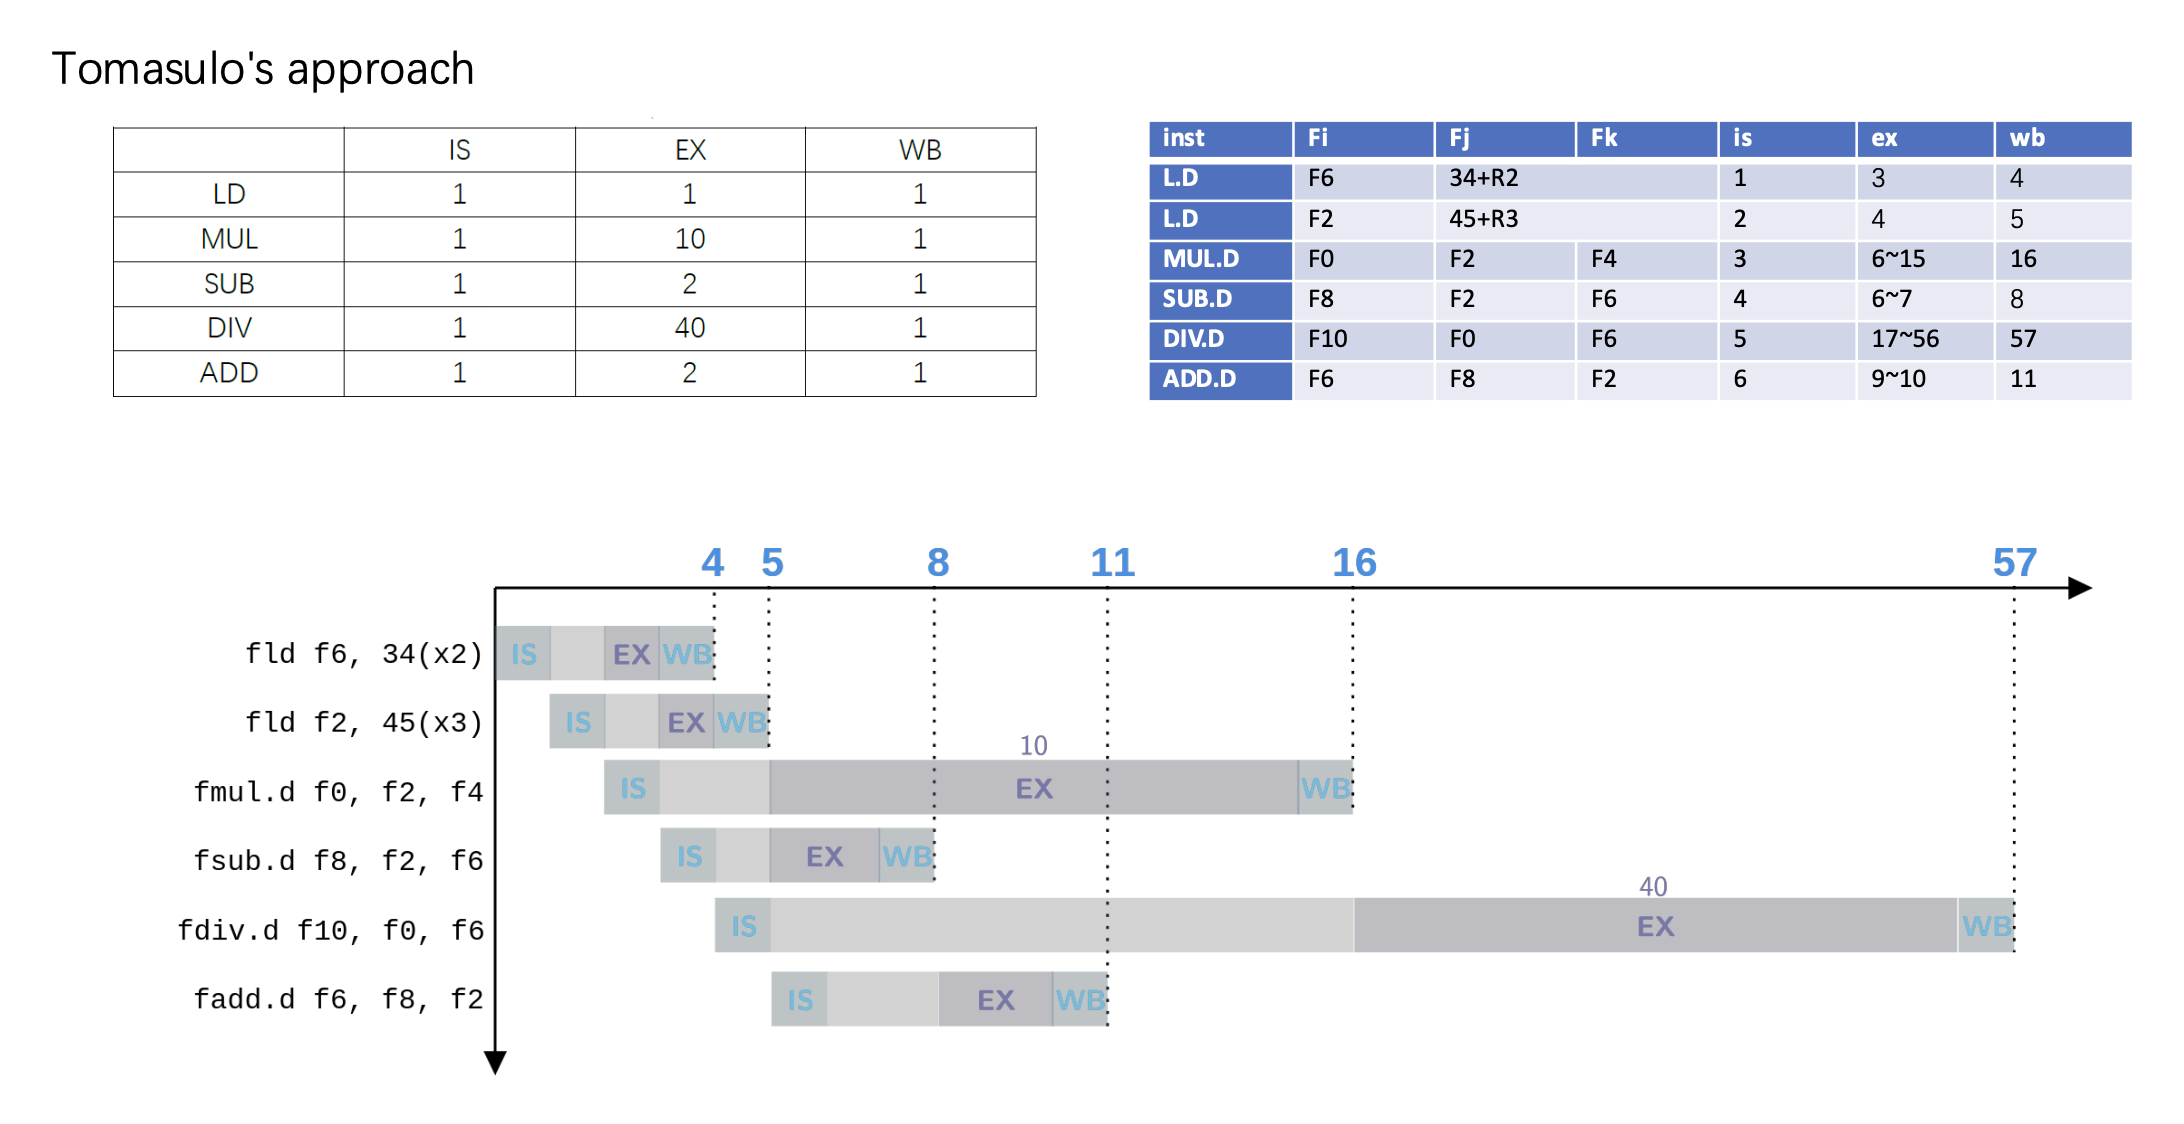 Tomasulo's approach
IS EX WB
LD 1 1 1
MUL 1 10 1
SUB 1 2 1
DIV 1 40 1
ADD 1 2 1
inst Fi Fj Fk is ex wb
L.D F6 34+R2 1 3 4
L.D F2 45+R3 2 4 5
MUL.D F0 F2 F4 3 6~15 16
SUB.D F8 F2 F6 4 6~7 8
DIV.D F10 F0 F6 5 17~56 57
ADD.D F6 F8 F2 6 9~10 11
4 5 8 11 16 57
fld f6, 34(x2) IS EX WB
fld f2, 45(x3) IS EX WB
10
fmul.d f0, f2, f4 IS EX WB
fsub.d f8, f2, f6 IS EX WB
40
fdiv.d f10, f0, f6 IS EX WB
fadd.d f6, f8, f2 IS EX WB